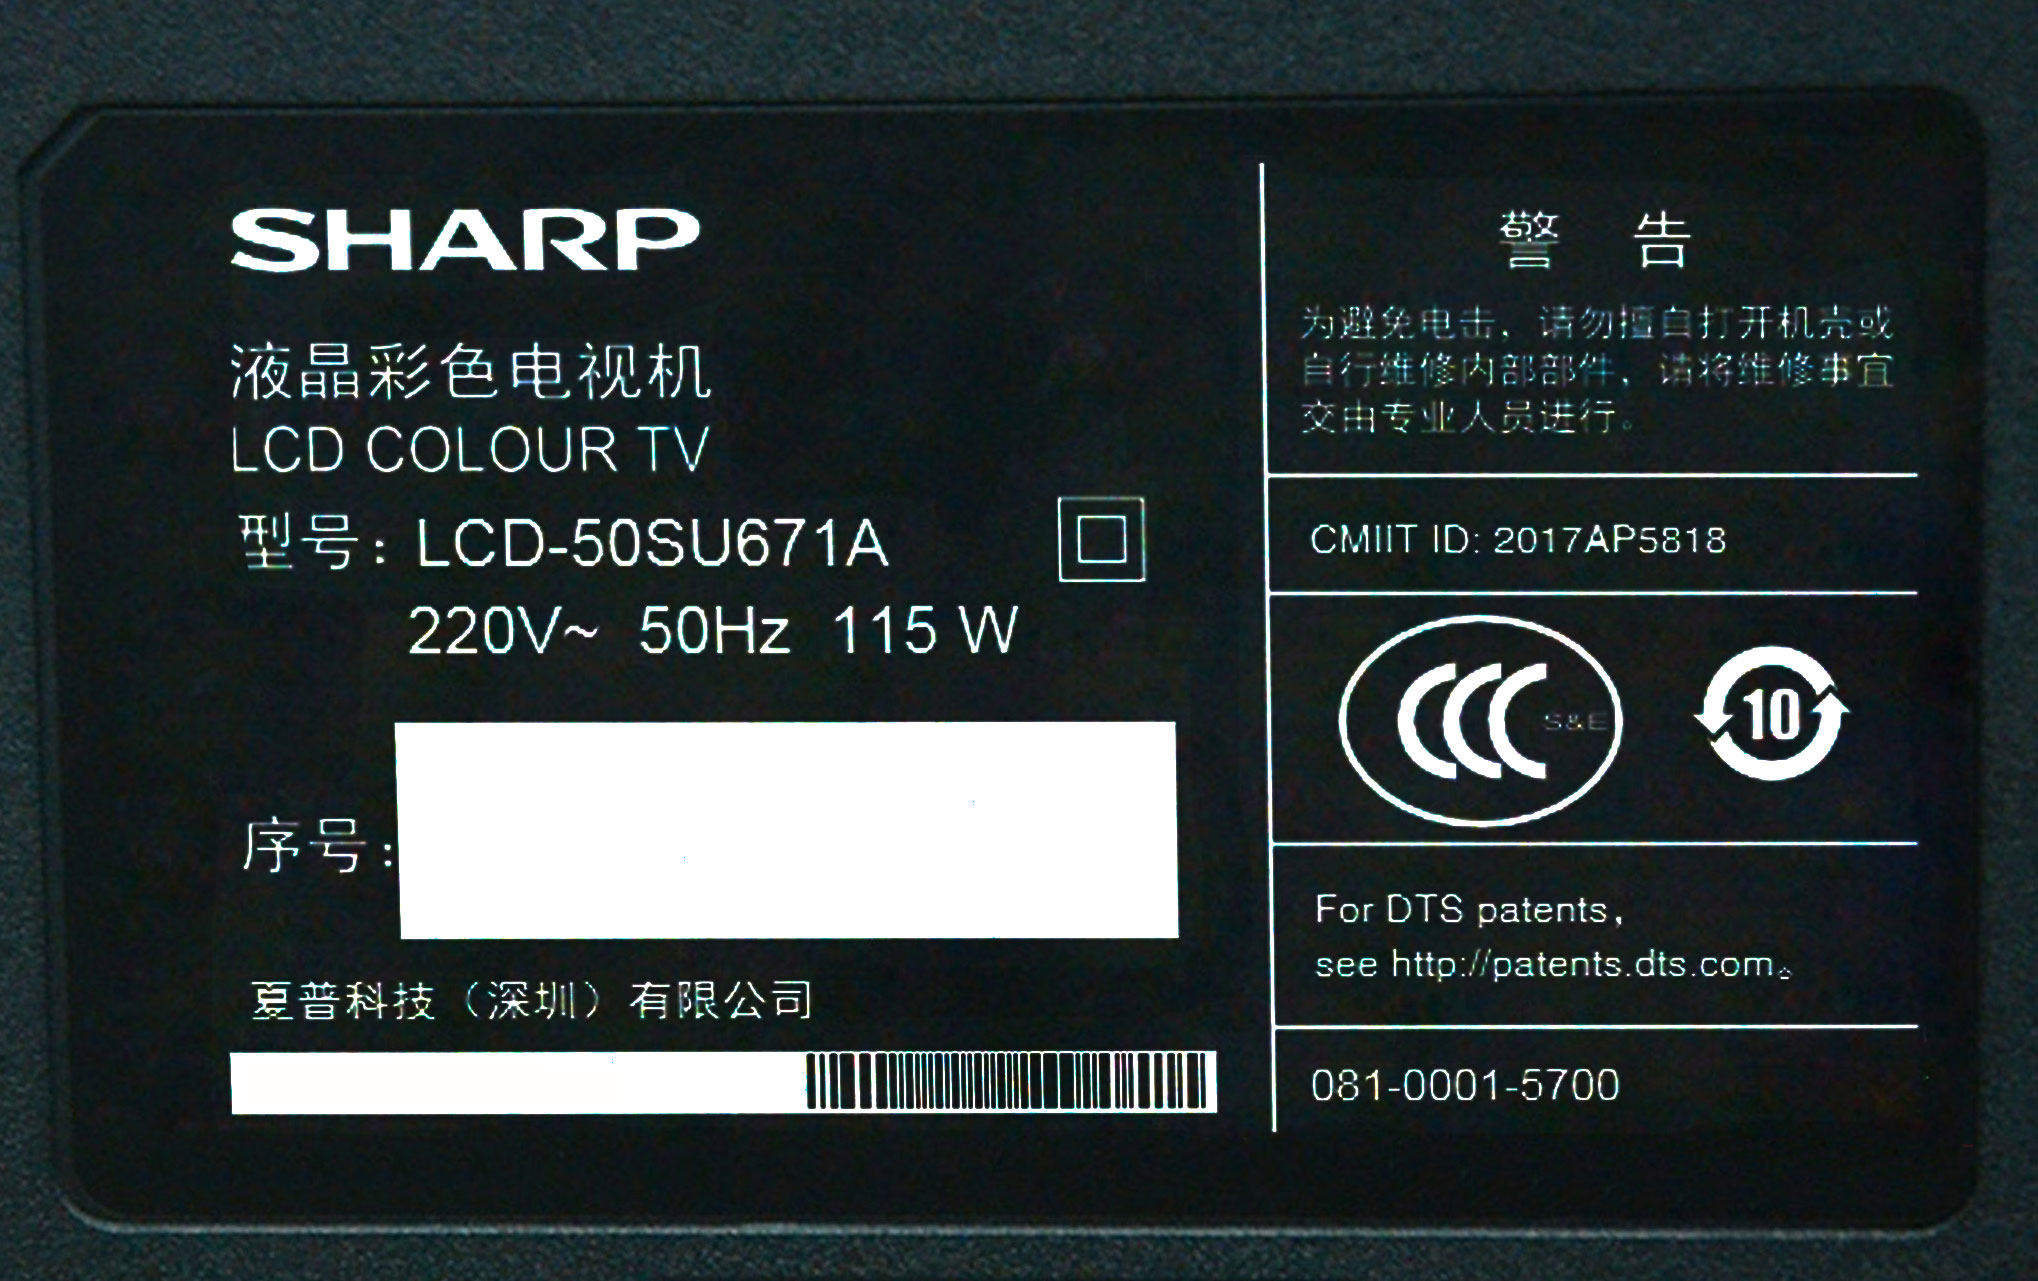 SHARP
液晶彩色电视机
LCD COLOUR TV
型号: LCD-50SU671A
220V~ 50Hz 115 W
序号:
夏普科技（深圳）有限公司
警 告
为避免电击，请勿擅自打开机壳或
自行维修内部部件，请将维修事宜
交由专业人员进行。
CMIIT ID: 2017AP5818
CCC S&E
10
For DTS patents,
see http://patents.dts.com。
081-0001-5700